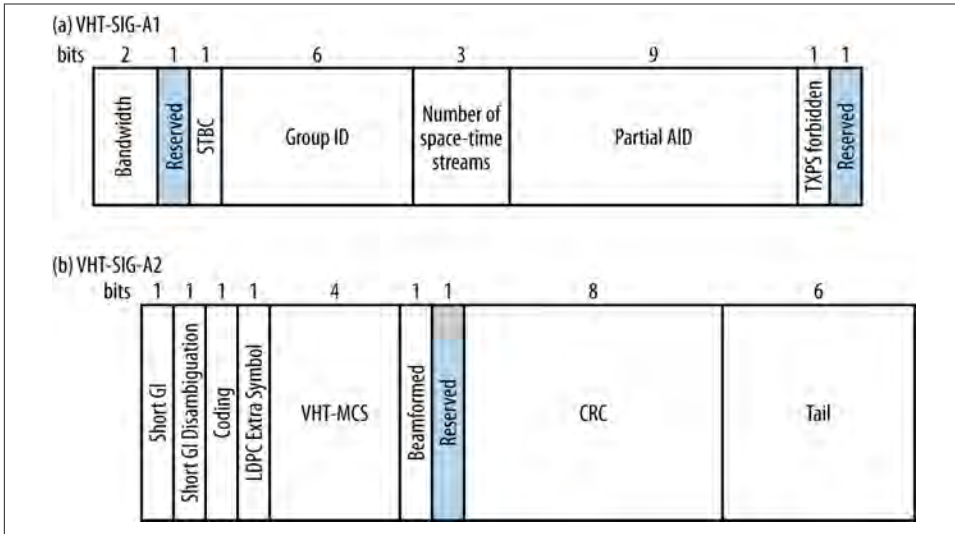 (a) VHT-SIG-A1
bits 2 1 1 6 3 9 1 1
Bandwidth
Reserved
STBC
Group ID
Number of
space-time
streams
Partial AID
TXPS forbidden
Reserved
(b) VHT-SIG-A2
bits 1 1 1 1 4 1 1 8 6
Short GI
Short GI Disambiguation
Coding
LDPC Extra Symbol
VHT-MCS
Beamformed
Reserved
CRC
Tail